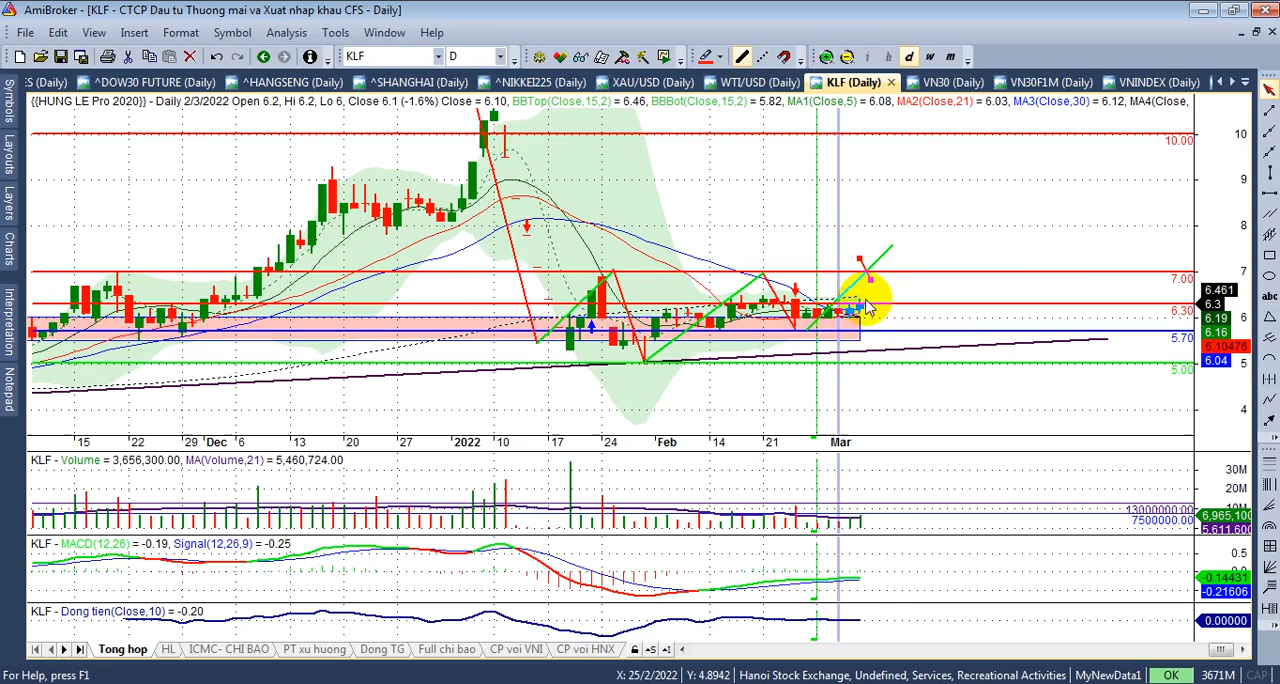 AmiBroker - [KLF - CTCP Dau tu Thuong mai va Xuat nhap khau CFS - Daily]
File Edit View Insert Format Symbol Analysis Tools Window Help
KLF D i h d w m
S (Daily) ^DOW30 FUTURE (Daily) ^HANGSENG (Daily) ^SHANGHAI (Daily) ^NIKKEI225 (Daily) XAU/USD (Daily) WTI/USD (Daily) KLF (Daily) VN30 (Daily) VN30F1M (Daily) VNINDEX (Daily)
{{HUNG LE Pro 2020}} - Daily 2/3/2022 Open 6.2, Hi 6.2, Lo 6, Close 6.1 (-1.6%) Close = 6.10, BBTop(Close,15,2) = 6.46, BBBot(Close,15,2) = 5.82, MA1(Close,5) = 6.08, MA2(Close,21) = 6.03, MA3(Close,30) = 6.12, MA4(Close,
Symbols
Layouts
Layers
Charts
Interpretation
Notepad
abc
10.00
7.00
6.30
5.70
5.00
10
9
8
7
6
5
4
6.461
6.3
6.19
6.16
6.10476
6.04
15 22 29 Dec 6 13 20 27 2022 10 17 24 Feb 14 21 Mar
KLF - Volume = 3,656,300.00, MA(Volume,21) = 5,460,724.00
30M
20M
10M
13000000.00
7500000.00
6,965,100
5,611,600
KLF - MACD(12,26) = -0.19, Signal(12,26,9) = -0.25
0.5
0.0
-0.14431
-0.21606
KLF - Dong tien(Close,10) = -0.20
0.00000
Tong hop HL ICMC- CHI BAO PT xu huong Dong TG Full chi bao CP voi VNI CP voi HNX
For Help, press F1 X: 25/2/2022 Y: 4.8942 Hanoi Stock Exchange, Undefined, Services, Recreational Activities MyNewData1 OK 3671M CAP